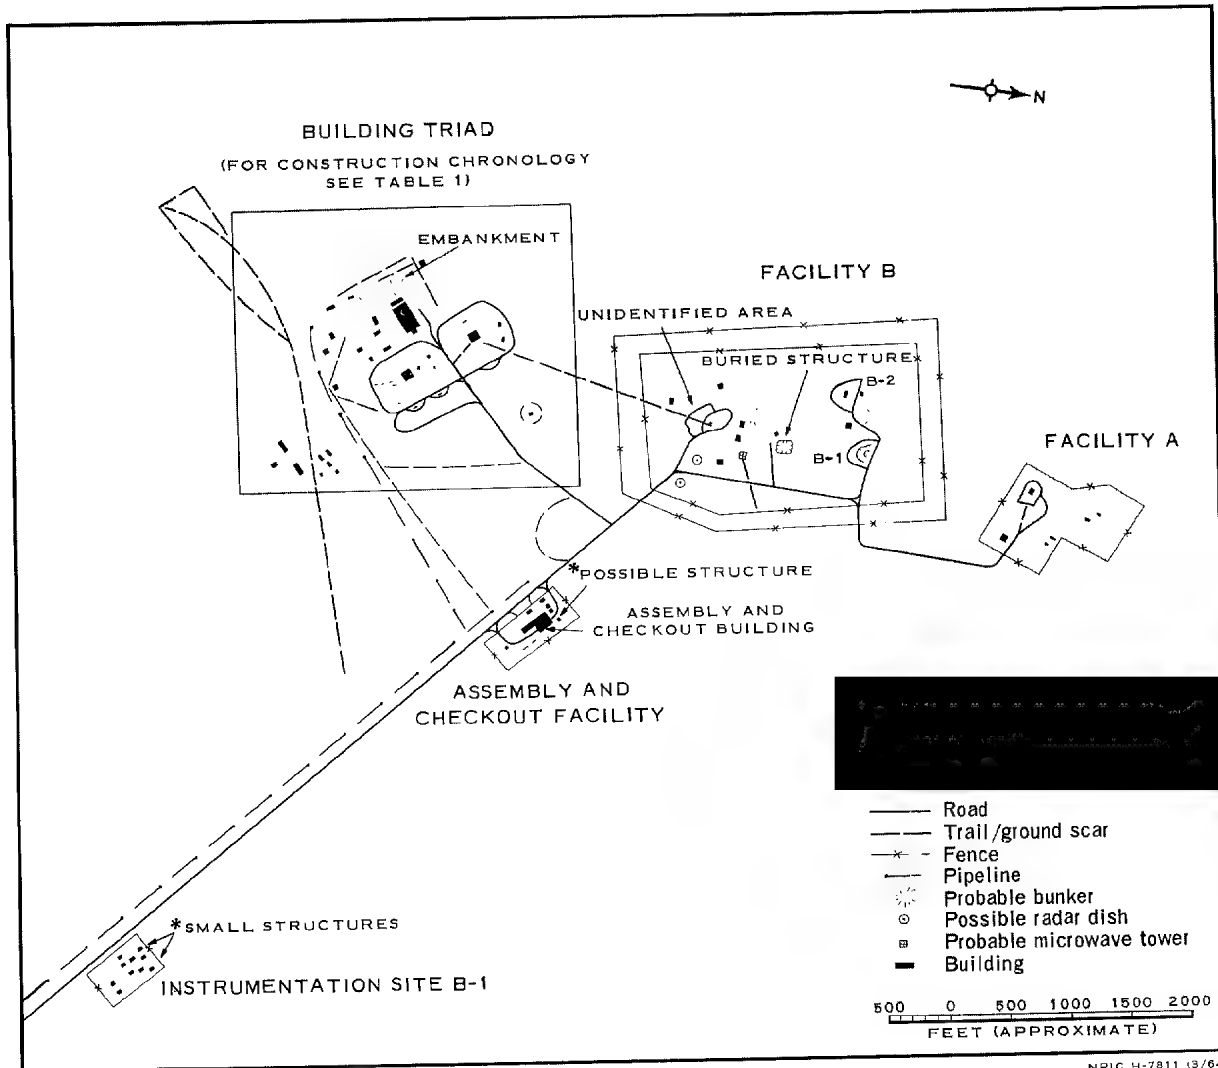 N
BUILDING TRIAD
(FOR CONSTRUCTION CHRONOLOGY
SEE TABLE 1)
EMBANKMENT
FACILITY B
UNIDENTIFIED AREA
BURIED STRUCTURE
B-2
B-1
FACILITY A
*POSSIBLE STRUCTURE
ASSEMBLY AND
CHECKOUT BUILDING
ASSEMBLY AND
CHECKOUT FACILITY
*SMALL STRUCTURES
INSTRUMENTATION SITE B-1
Road
Trail/ground scar
Fence
Pipeline
Probable bunker
Possible radar dish
Probable microwave tower
Building
500 0 500 1000 1500 2000
FEET (APPROXIMATE)
NPIC H-7811 (3/64